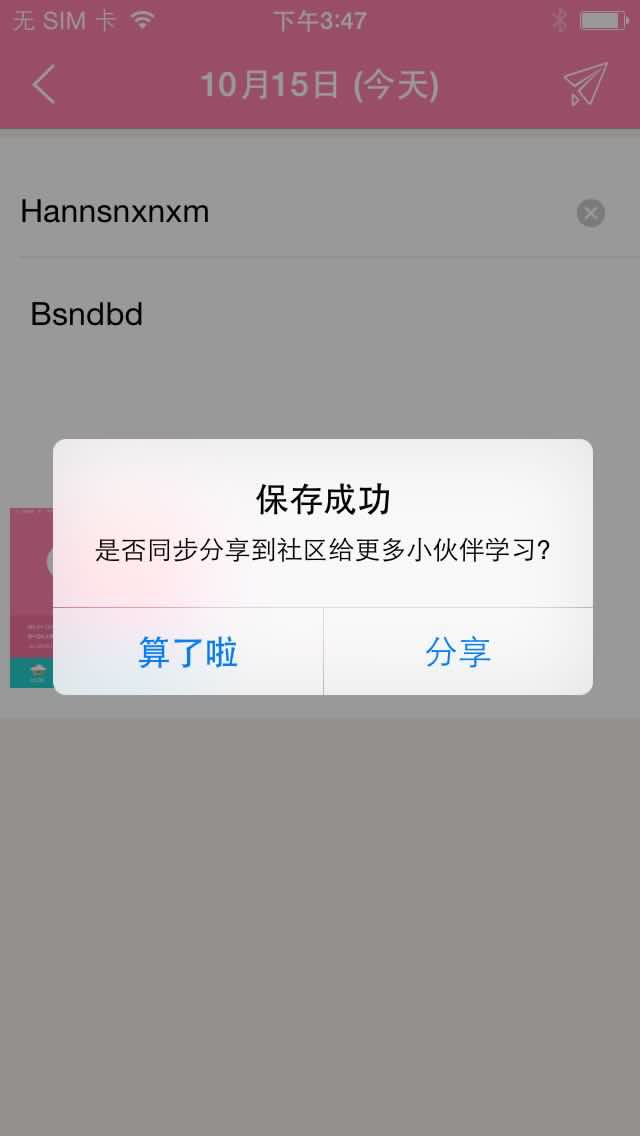 无 SIM 卡 下午3:47
10月15日 (今天)
Hannsnxnxm
Bsndbd
保存成功
是否同步分享到社区给更多小伙伴学习?
算了啦 分享